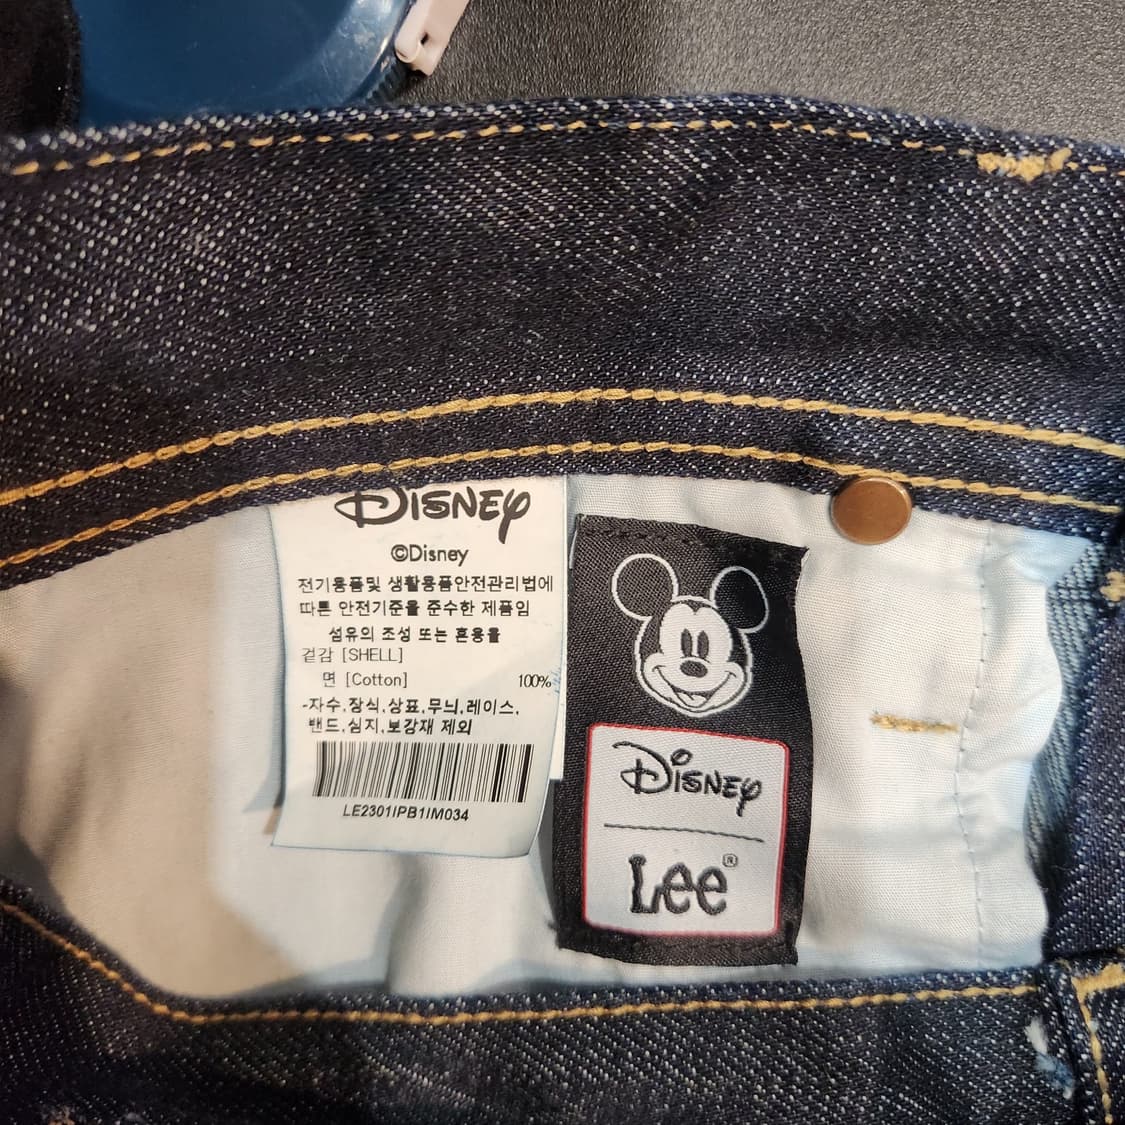 DISNEY
©Disney
전기용품및 생활용품안전관리법에
따른 안전기준을 준수한 제품임
섬유의 조성 또는 혼용율
겉감 [SHELL]
면 [Cotton] 100%
-자수,장식,상표,무늬,레이스,
밴드,심지,보강재 제외
LE2301IPB1IM034
DISNEY
Lee®